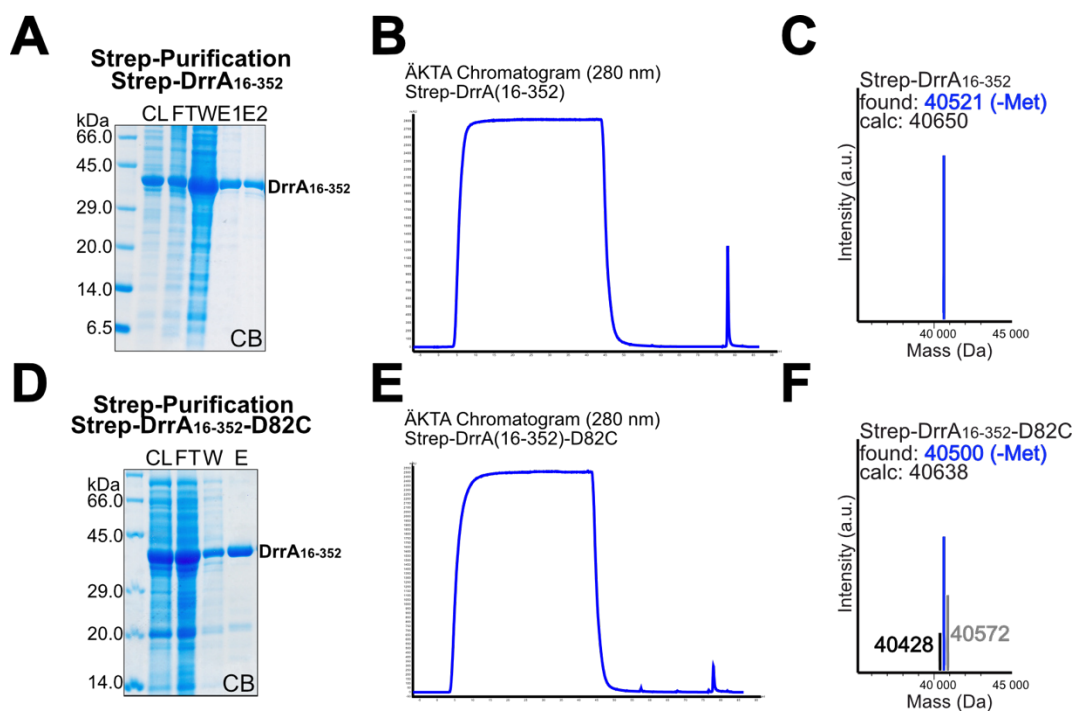 A
Strep-Purification
Strep-DrrA16-352
kDa
CL FTWE1E2
66.0
45.0
DrrA16-352
29.0
20.0
14.0
6.5
CB
B
ÄKTA Chromatogram (280 nm)
Strep-DrrA(16-352)
C
Strep-DrrA16-352
found: 40521 (-Met)
calc: 40650
Intensity (a.u.)
40 000 45 000
Mass (Da)
D
Strep-Purification
Strep-DrrA16-352-D82C
kDa
CL FT W E
66.0
45.0
DrrA16-352
29.0
20.0
14.0
CB
E
ÄKTA Chromatogram (280 nm)
Strep-DrrA(16-352)-D82C
F
Strep-DrrA16-352-D82C
found: 40500 (-Met)
calc: 40638
Intensity (a.u.)
40428
40572
40 000 45 000
Mass (Da)